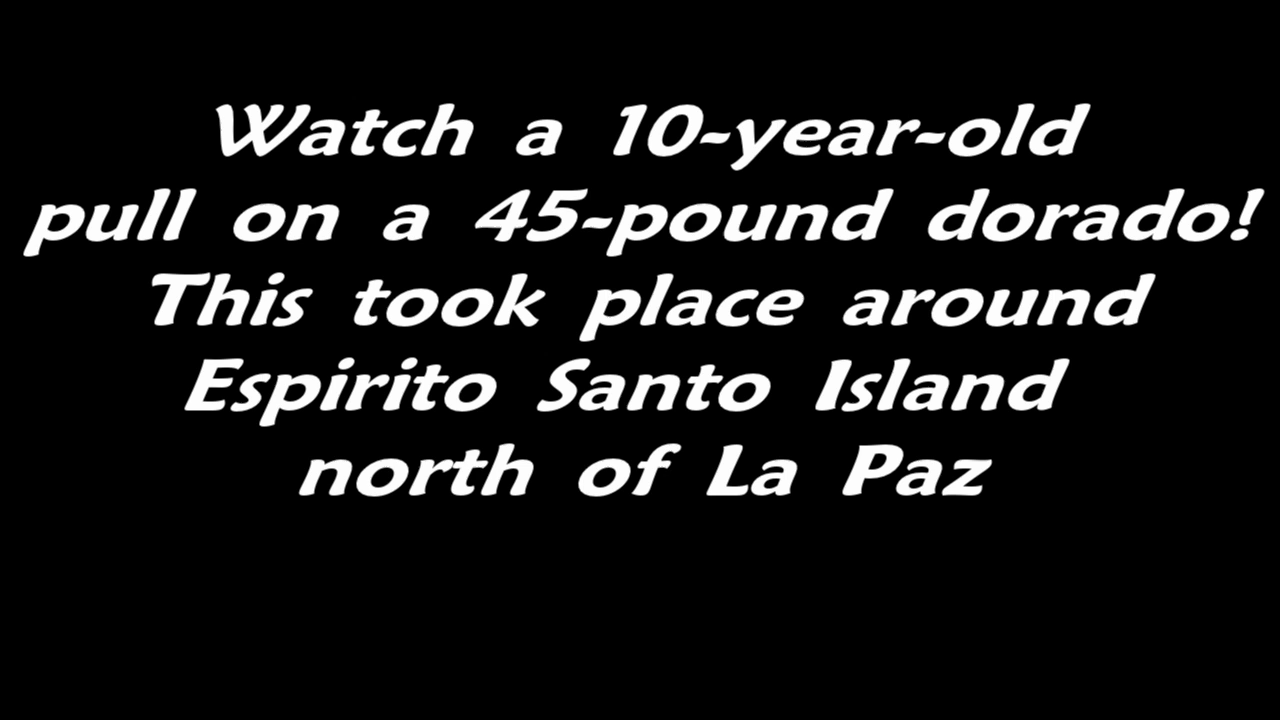 Watch a 10-year-old
pull on a 45-pound dorado!
This took place around
Espirito Santo Island
north of La Paz